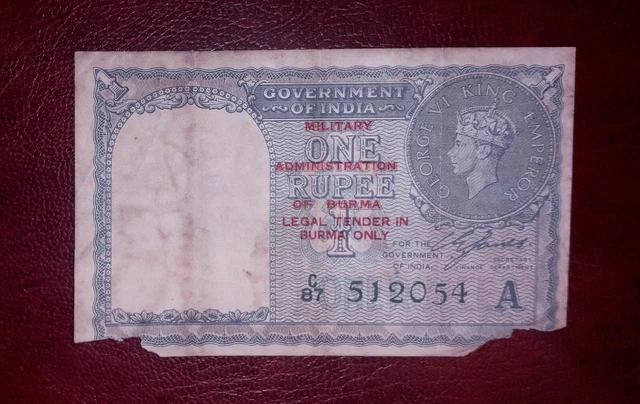 1 1
GOVERNMENT
OF INDIA
GEORGE VI KING EMPEROR
MILITARY
ONE
ADMINISTRATION
RUPEE
OF BURMA
LEGAL TENDER IN
1
BURMA ONLY
FOR THE
GOVERNMENT
OF INDIA
SECRETARY
FINANCE DEPARTMENT
C/87 512054 A